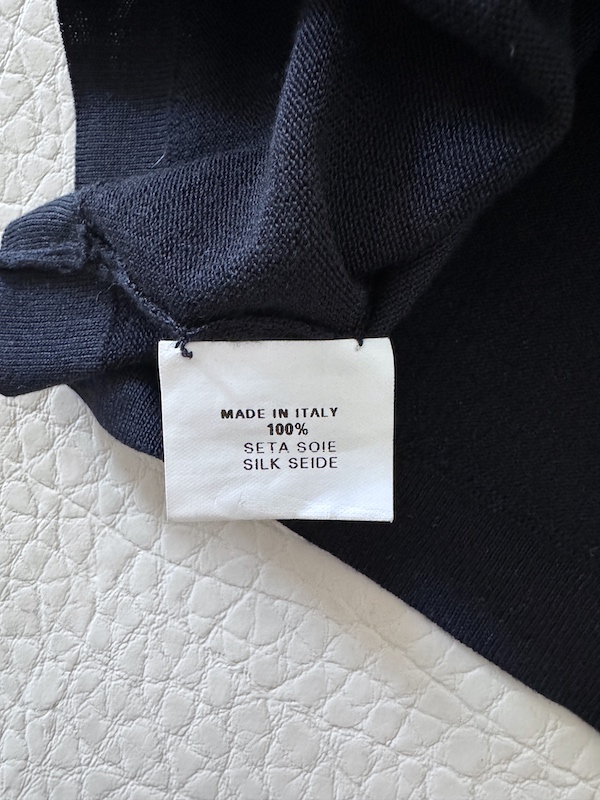 MADE IN ITALY
100%
SETA SOIE
SILK SEIDE